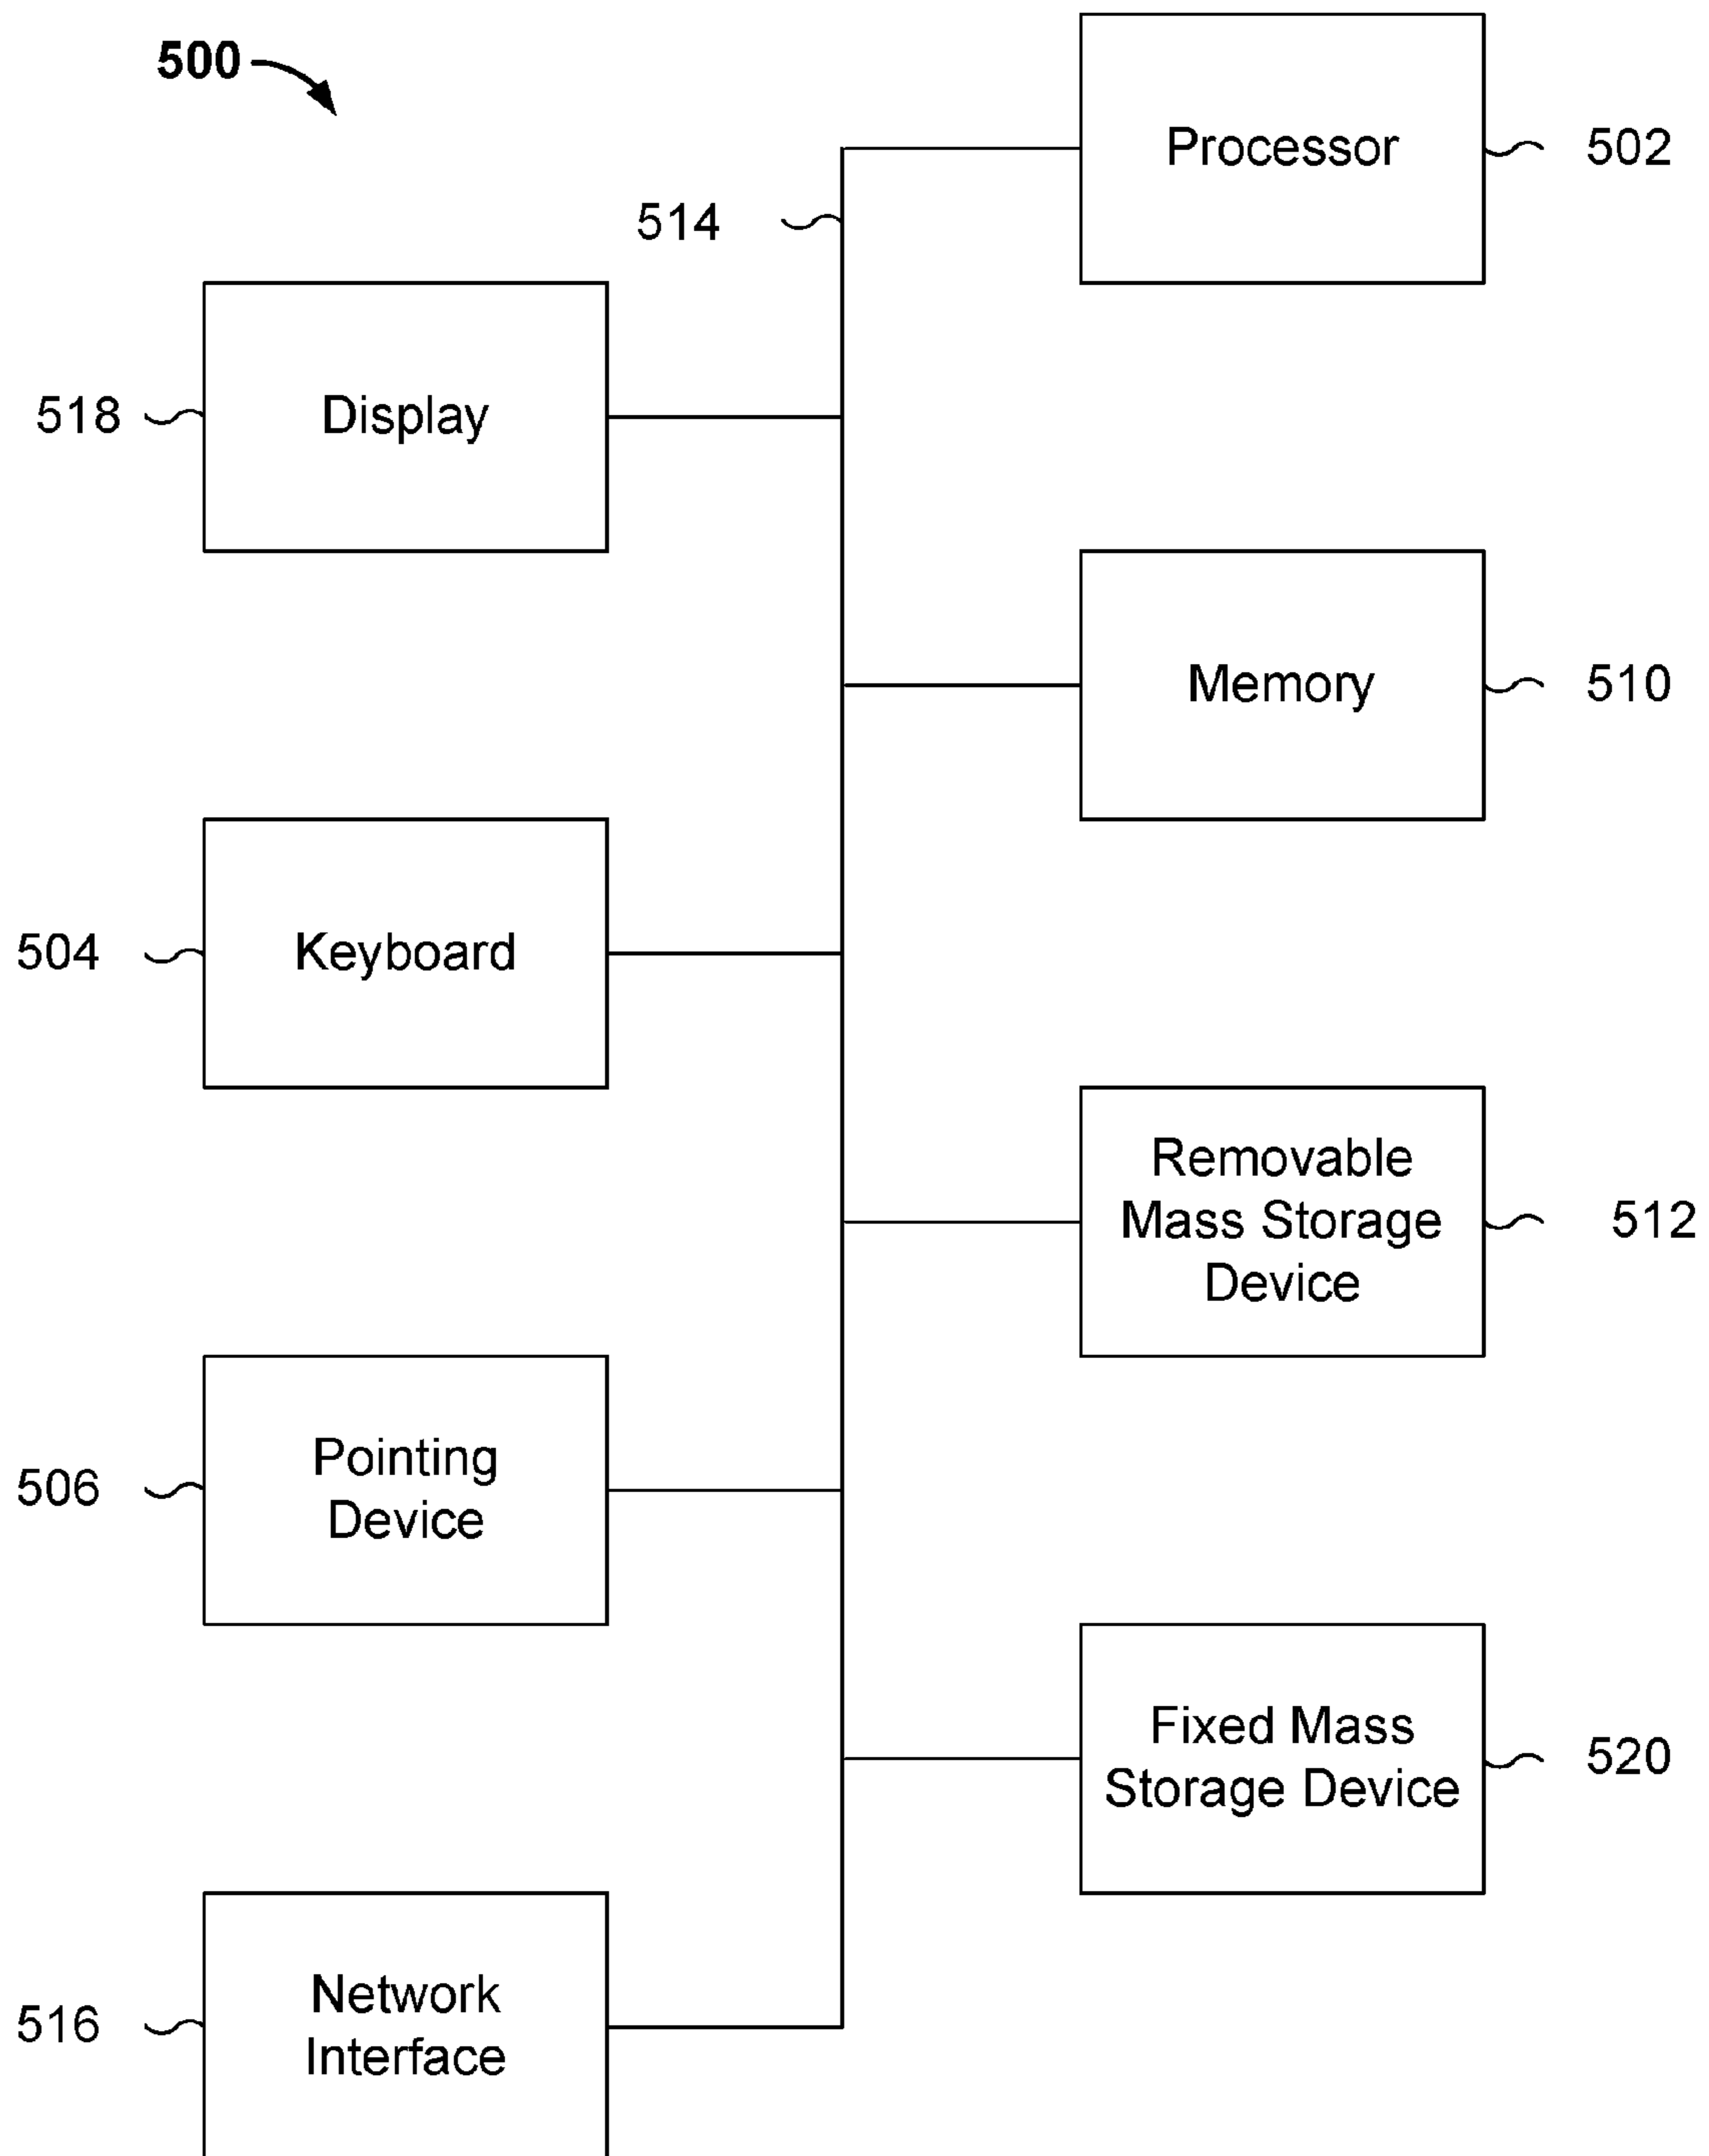 500
Processor
502
514
518
Display
Memory
510
504
Keyboard
Removable
Mass Storage
Device
512
506
Pointing
Device
Fixed Mass
Storage Device
520
516
Network
Interface